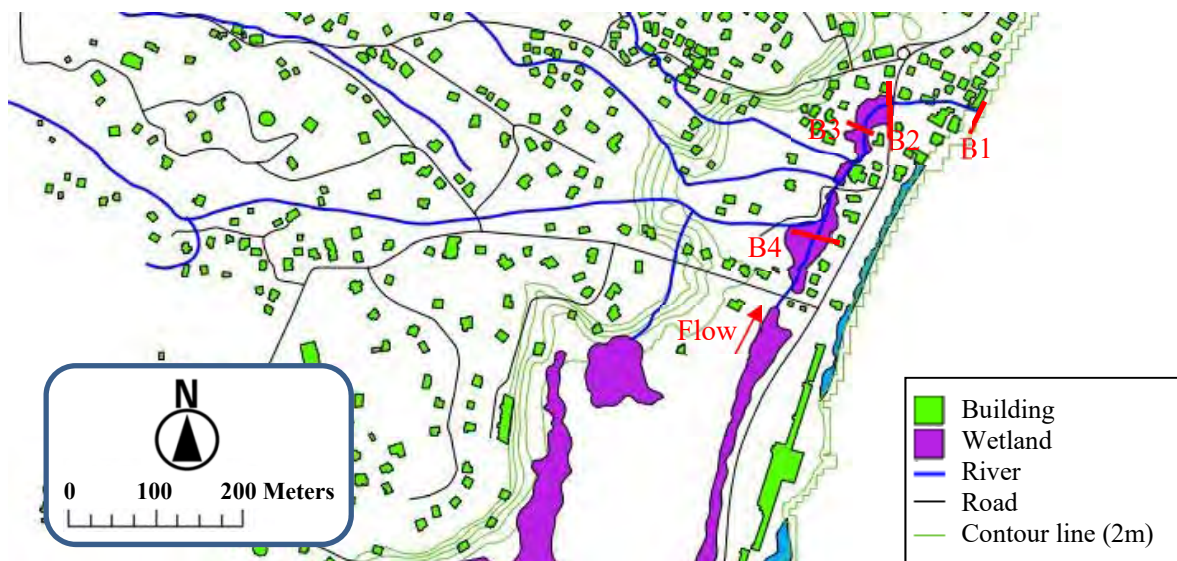 B3
B2
B1
B4
Flow
N
0 100 200 Meters
Building
Wetland
River
Road
Contour line (2m)